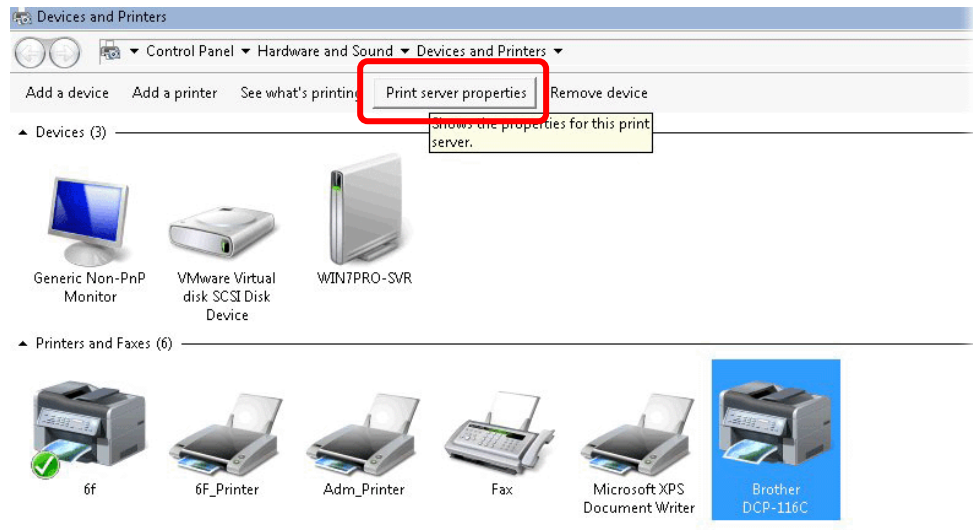 Devices and Printers
Control Panel ▾ Hardware and Sound ▾ Devices and Printers ▾
Add a device Add a printer See what's printing Print server properties Remove device
Shows the properties for this print
server.
Devices (3)
Generic Non-PnP
Monitor
VMware Virtual
disk SCSI Disk
Device
WIN7PRO-SVR
Printers and Faxes (6)
6f
6F_Printer
Adm_Printer
Fax
Microsoft XPS
Document Writer
Brother
DCP-116C